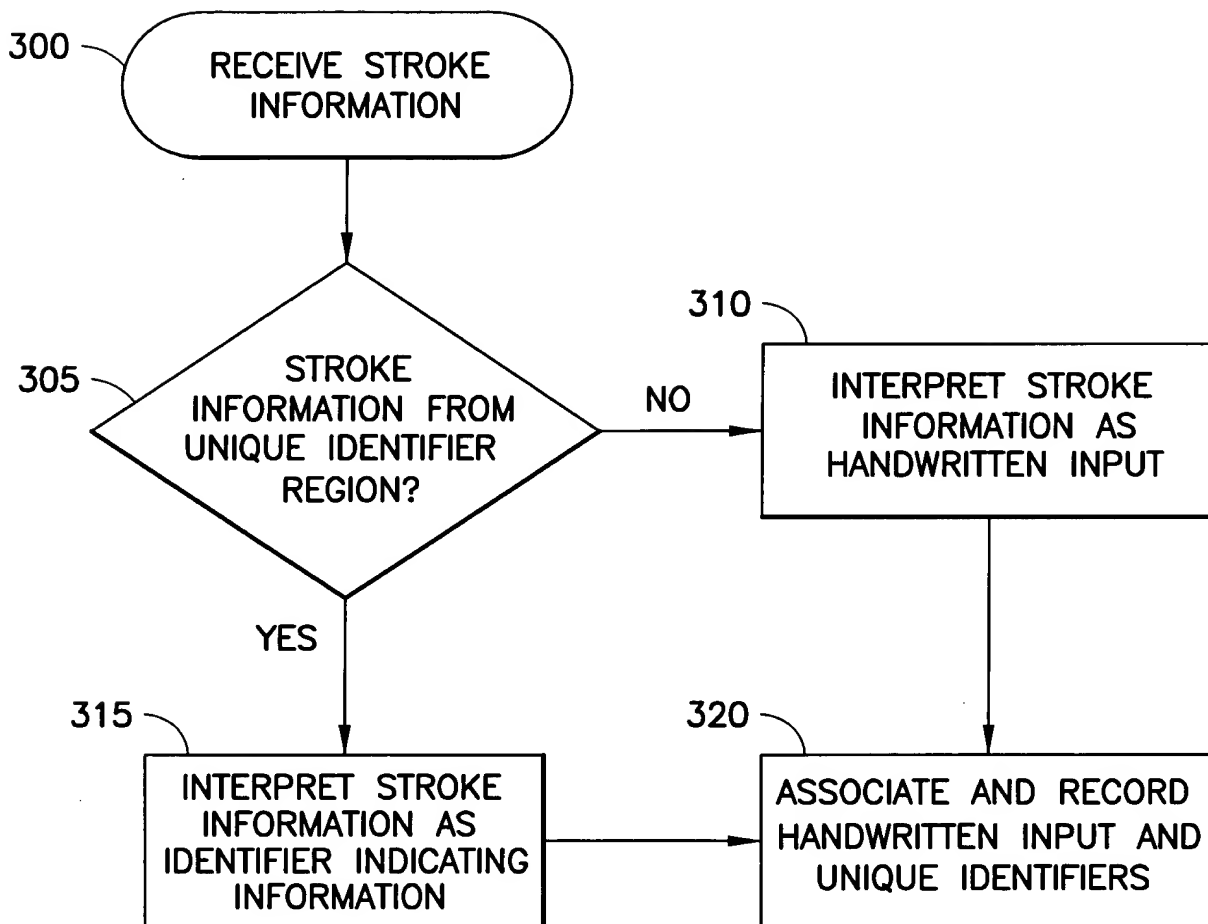 300
RECEIVE STROKE
INFORMATION
305
STROKE
INFORMATION FROM
UNIQUE IDENTIFIER
REGION?
NO
310
INTERPRET STROKE
INFORMATION AS
HANDWRITTEN INPUT
YES
315
INTERPRET STROKE
INFORMATION AS
IDENTIFIER INDICATING
INFORMATION
320
ASSOCIATE AND RECORD
HANDWRITTEN INPUT AND
UNIQUE IDENTIFIERS